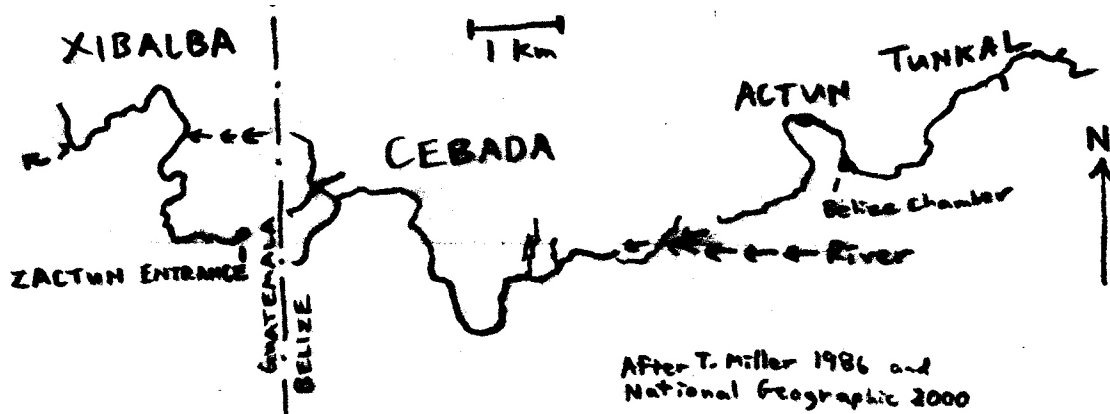 XIBALBA
1 Km
TUNKAL
ACTUN
CEBADA
N
Belize Chamber
River
ZACTUN ENTRANCE
GUATEMALA
BELIZE
After T. Miller 1986 and
National Geographic 2000